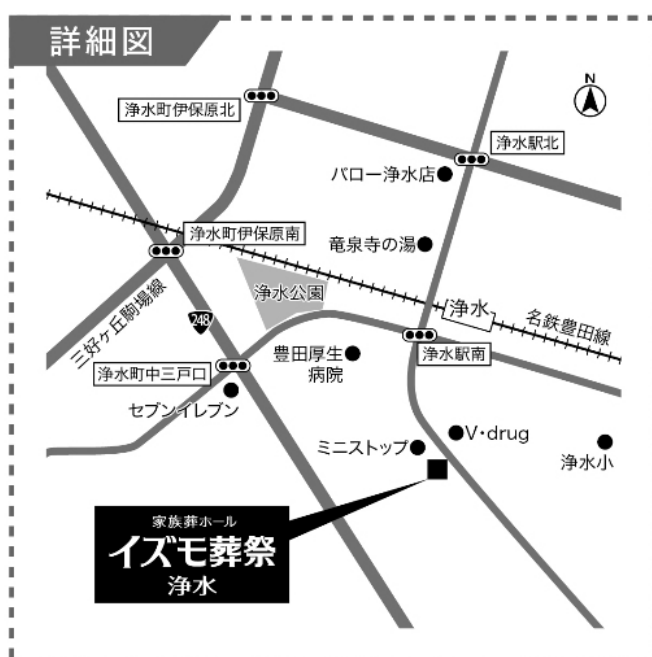 詳細図
N
浄水町伊保原北
浄水駅北
バロー浄水店
浄水町伊保原南
竜泉寺の湯
浄水公園
三好ヶ丘駒場線
248
浄水
名鉄豊田線
浄水町中三戸口
豊田厚生
病院
浄水駅南
セブンイレブン
ミニストップ
V・drug
浄水小
家族葬ホール
イズモ葬祭
浄水